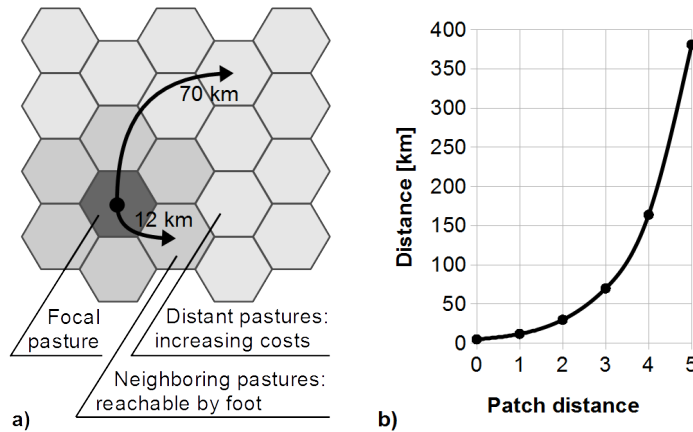 70 km
12 km
Focal
pasture
Distant pastures:
increasing costs
Neighboring pastures:
reachable by foot
a)
400
350
300
250
200
150
100
50
0
Distance [km]
0 1 2 3 4 5
Patch distance
b)